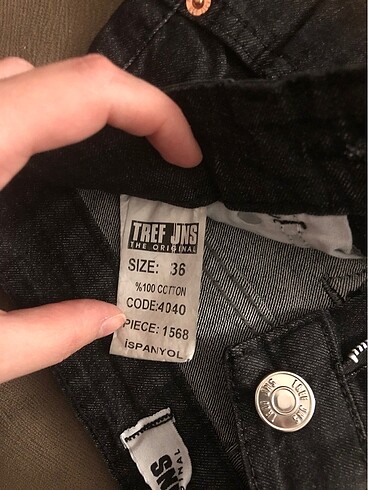 TREF JNS
THE ORIGINAL
SIZE: 36
%100 COTTON
CODE:4040
PIECE: 1568
İSPANYOL